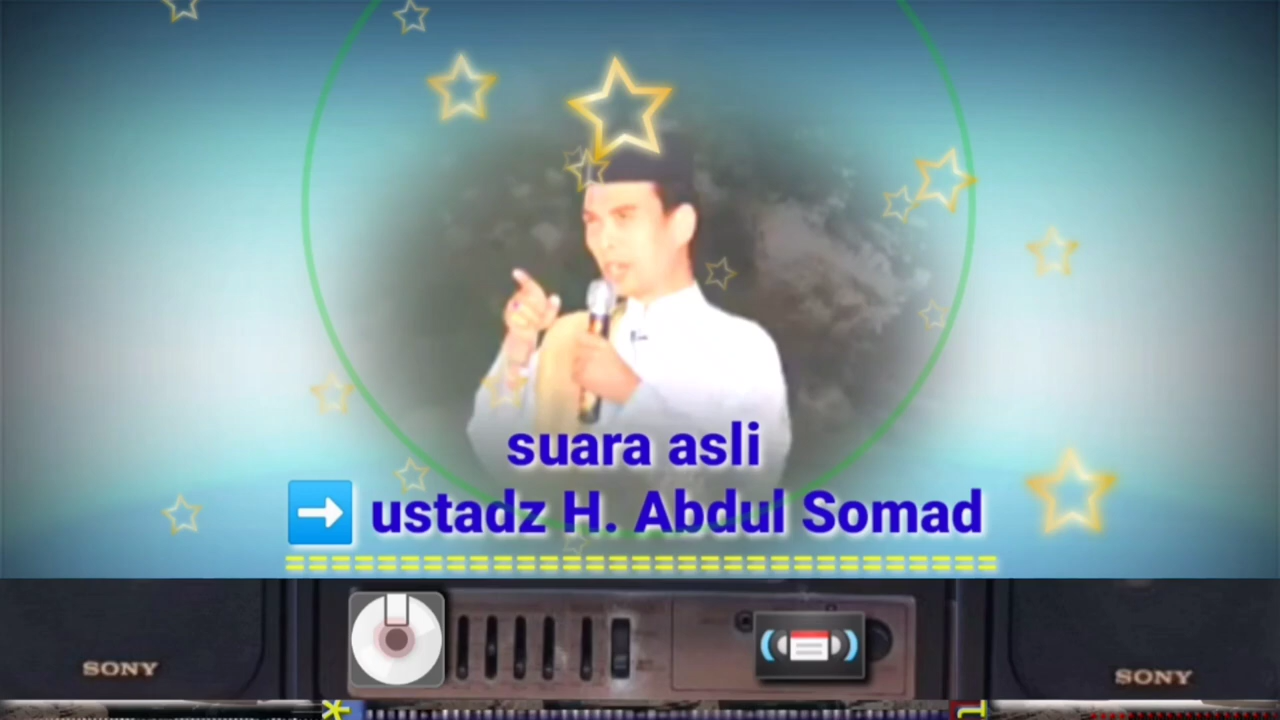 suara asli
➡ ustadz H. Abdul Somad
==============================
SONY
SONY